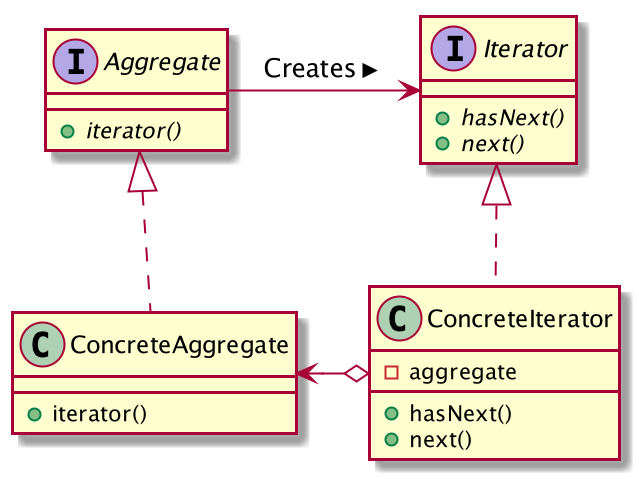 I Aggregate
iterator()
Creates ▶
I Iterator
hasNext()
next()
C ConcreteAggregate
iterator()
C ConcreteIterator
aggregate
hasNext()
next()